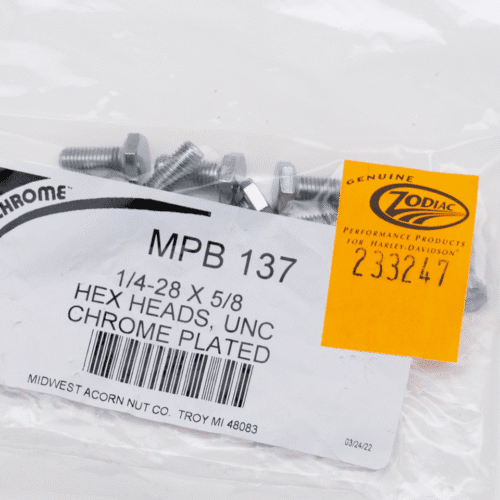 CHROME™
MPB 137
1/4-28 X 5/8
HEX HEADS, UNC
CHROME PLATED
MIDWEST ACORN NUT CO. TROY MI 48083
03/24/22
GENUINE
ZODIAC
PERFORMANCE PRODUCTS
FOR HARLEY-DAVIDSON®
233247